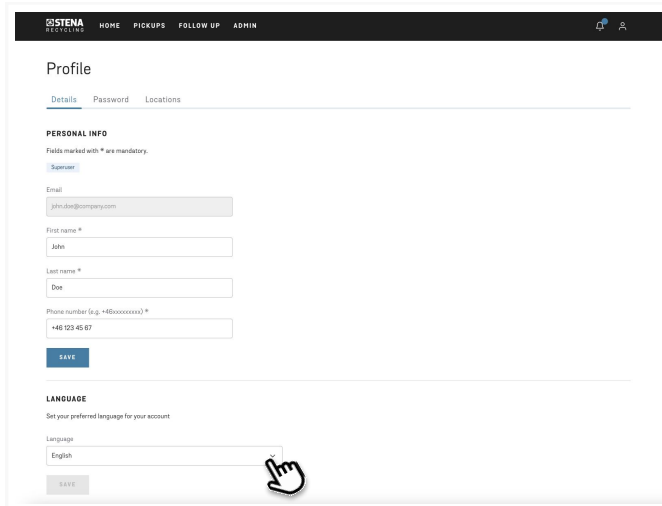 STENA
RECYCLING
HOME PICKUPS FOLLOW UP ADMIN
Profile
Details Password Locations
PERSONAL INFO
Fields marked with * are mandatory.
Superuser
Email
john.doe@company.com
First name *
John
Last name *
Doe
Phone number (e.g. +46xxxxxxxxx) *
+46 123 45 67
SAVE
LANGUAGE
Set your preferred language for your account
Language
English
SAVE